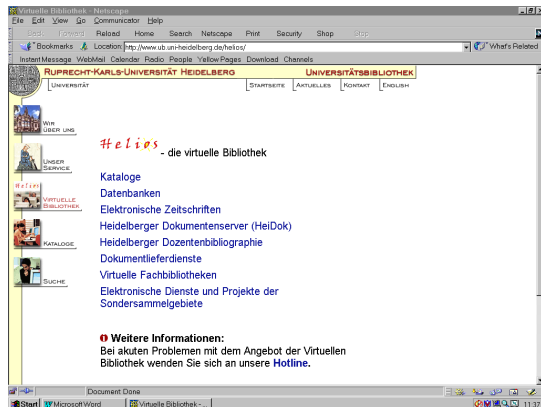 Virtuelle Bibliothek - Netscape
File Edit View Go Communicator Help
Back Forward Reload Home Search Netscape Print Security Shop Stop
Bookmarks Location: http://www.ub.uni-heidelberg.de/helios/ What's Related
Instant Message WebMail Calendar Radio People Yellow Pages Download Channels
RUPRECHT-KARLS-UNIVERSITÄT HEIDELBERG UNIVERSITÄTSBIBLIOTHEK
UNIVERSITÄT STARTSEITE AKTUELLES KONTAKT ENGLISH
WIR
ÜBER UNS
UNSER
SERVICE
Helios
VIRTUELLE
BIBLIOTHEK
KATALOGE
SUCHE
Helios - die virtuelle Bibliothek
Kataloge
Datenbanken
Elektronische Zeitschriften
Heidelberger Dokumentenserver (HeiDok)
Heidelberger Dozentenbibliographie
Dokumentlieferdienste
Virtuelle Fachbibliotheken
Elektronische Dienste und Projekte der
Sondersammelgebiete
Weitere Informationen:
Bei akuten Problemen mit dem Angebot der Virtuellen
Bibliothek wenden Sie sich an unsere Hotline.
Document Done
Start Microsoft Word Virtuelle Bibliothek - ... 11:37